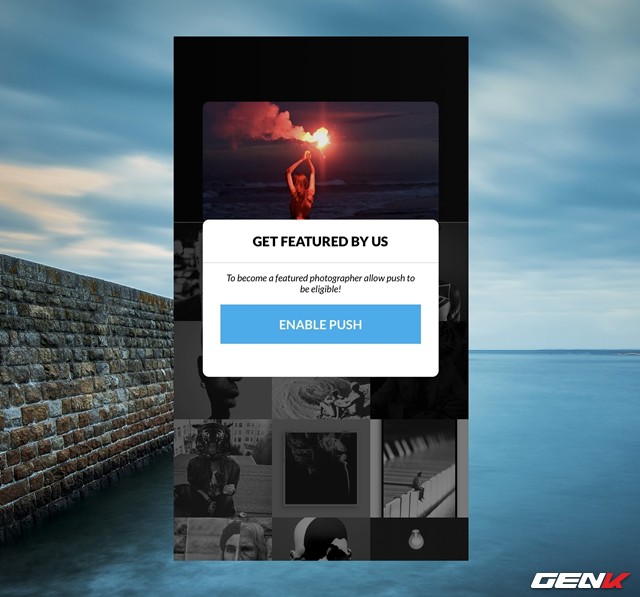 GET FEATURED BY US
To become a featured photographer allow push to
be eligible!
ENABLE PUSH
GENK